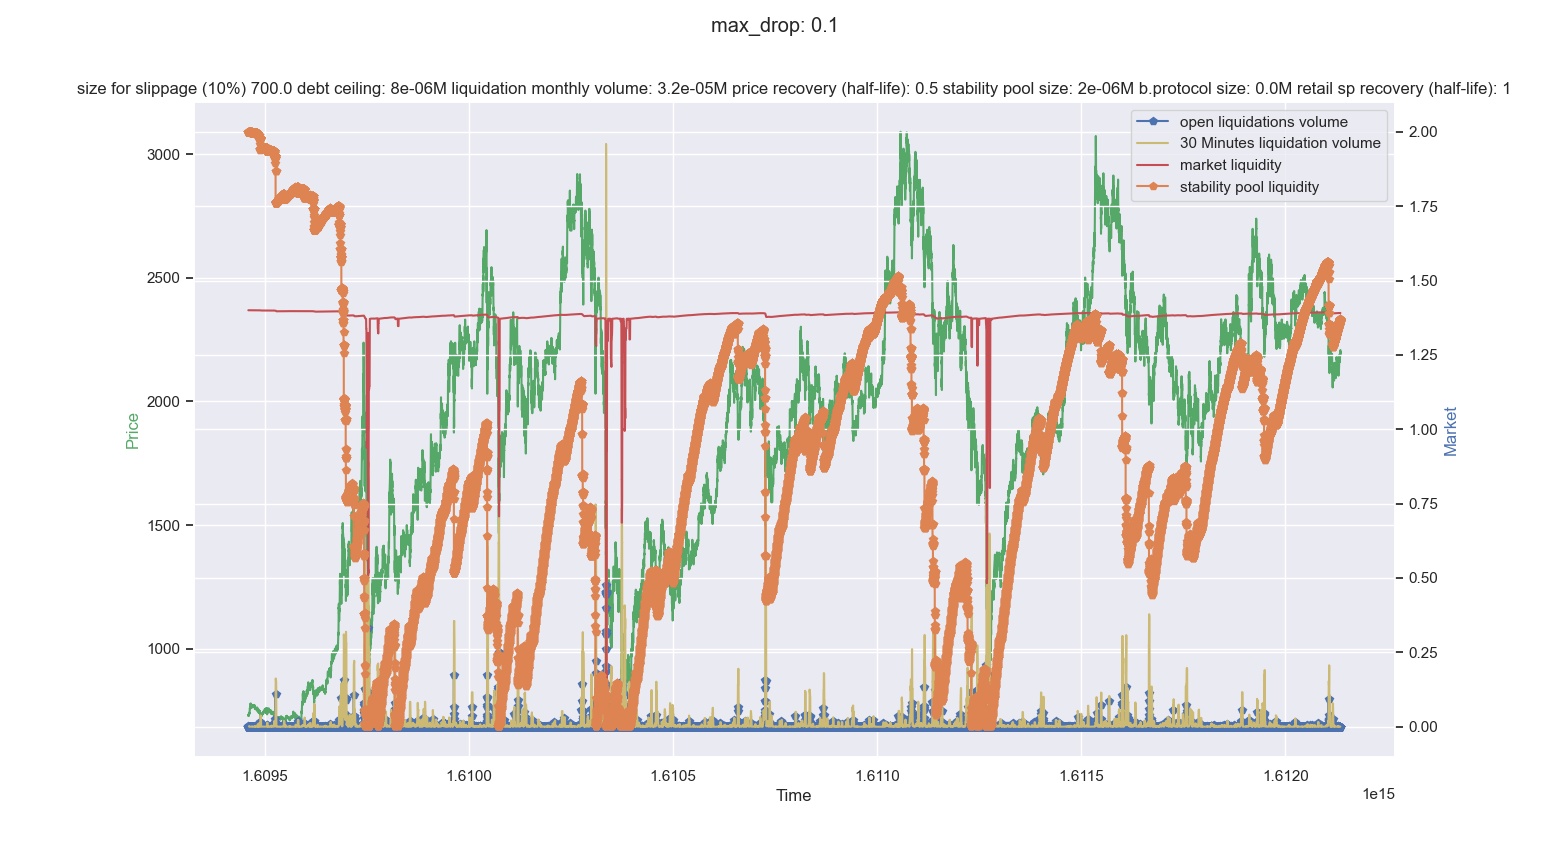 max_drop: 0.1
size for slippage (10%) 700.0 debt ceiling: 8e-06M liquidation monthly volume: 3.2e-05M price recovery (half-life): 0.5 stability pool size: 2e-06M b.protocol size: 0.0M retail sp recovery (half-life): 1
open liquidations volume
30 Minutes liquidation volume
market liquidity
stability pool liquidity
3000
2500
2000
1500
1000
Price
2.00
1.75
1.50
1.25
1.00
0.75
0.50
0.25
0.00
Market
1.6095 1.6100 1.6105 1.6110 1.6115 1.6120
Time
1e15